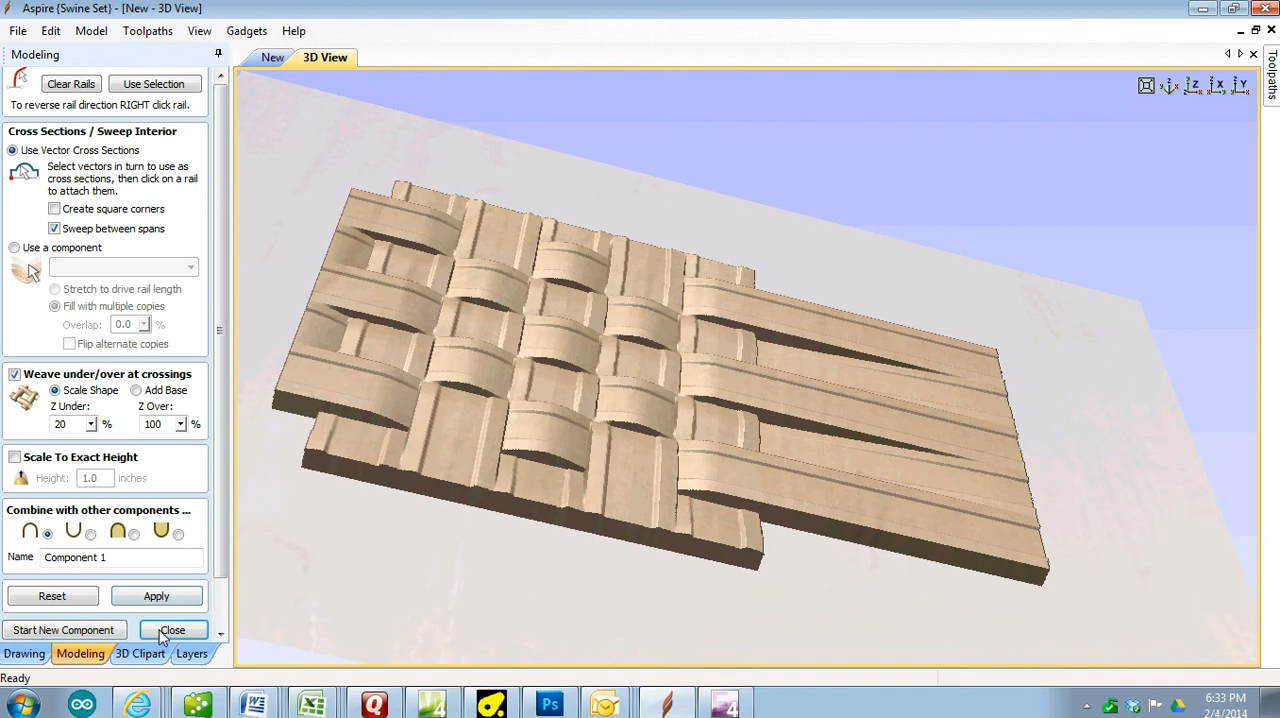 Aspire {Swine Set} - [New - 3D View]
File Edit Model Toolpaths View Gadgets Help
Modeling
New 3D View
Toolpaths
Clear Rails Use Selection
To reverse rail direction RIGHT click rail.
Cross Sections / Sweep Interior
Use Vector Cross Sections
Select vectors in turn to use as
cross sections, then click on a rail
to attach them.
Create square corners
Sweep between spans
Use a component
Stretch to drive rail length
Fill with multiple copies
Overlap: 0.0 %
Flip alternate copies
Weave under/over at crossings
Scale Shape Add Base
Z Under: Z Over:
20 % 100 %
Scale To Exact Height
Height: 1.0 inches
Combine with other components ...
Name Component 1
Reset Apply
Start New Component Close
Drawing Modeling 3D Clipart Layers
Ready
6:33 PM
2/4/2014